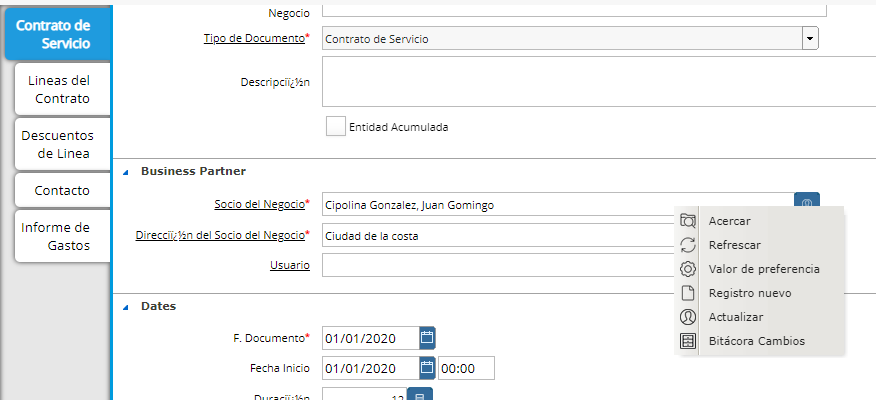 Contrato de
Servicio
Lineas del
Contrato
Descuentos
de Linea
Contacto
Informe de
Gastos
Negocio
Tipo de Documento* Contrato de Servicio
Descripciï¿½n
Entidad Acumulada
Business Partner
Socio del Negocio* Cipolina Gonzalez, Juan Gomingo
Direcciï¿½n del Socio del Negocio* Ciudad de la costa
Usuario
Acercar
Refrescar
Valor de preferencia
Registro nuevo
Actualizar
Bitácora Cambios
Dates
F. Documento* 01/01/2020
Fecha Inicio 01/01/2020 00:00
Duraciï¿½n 12